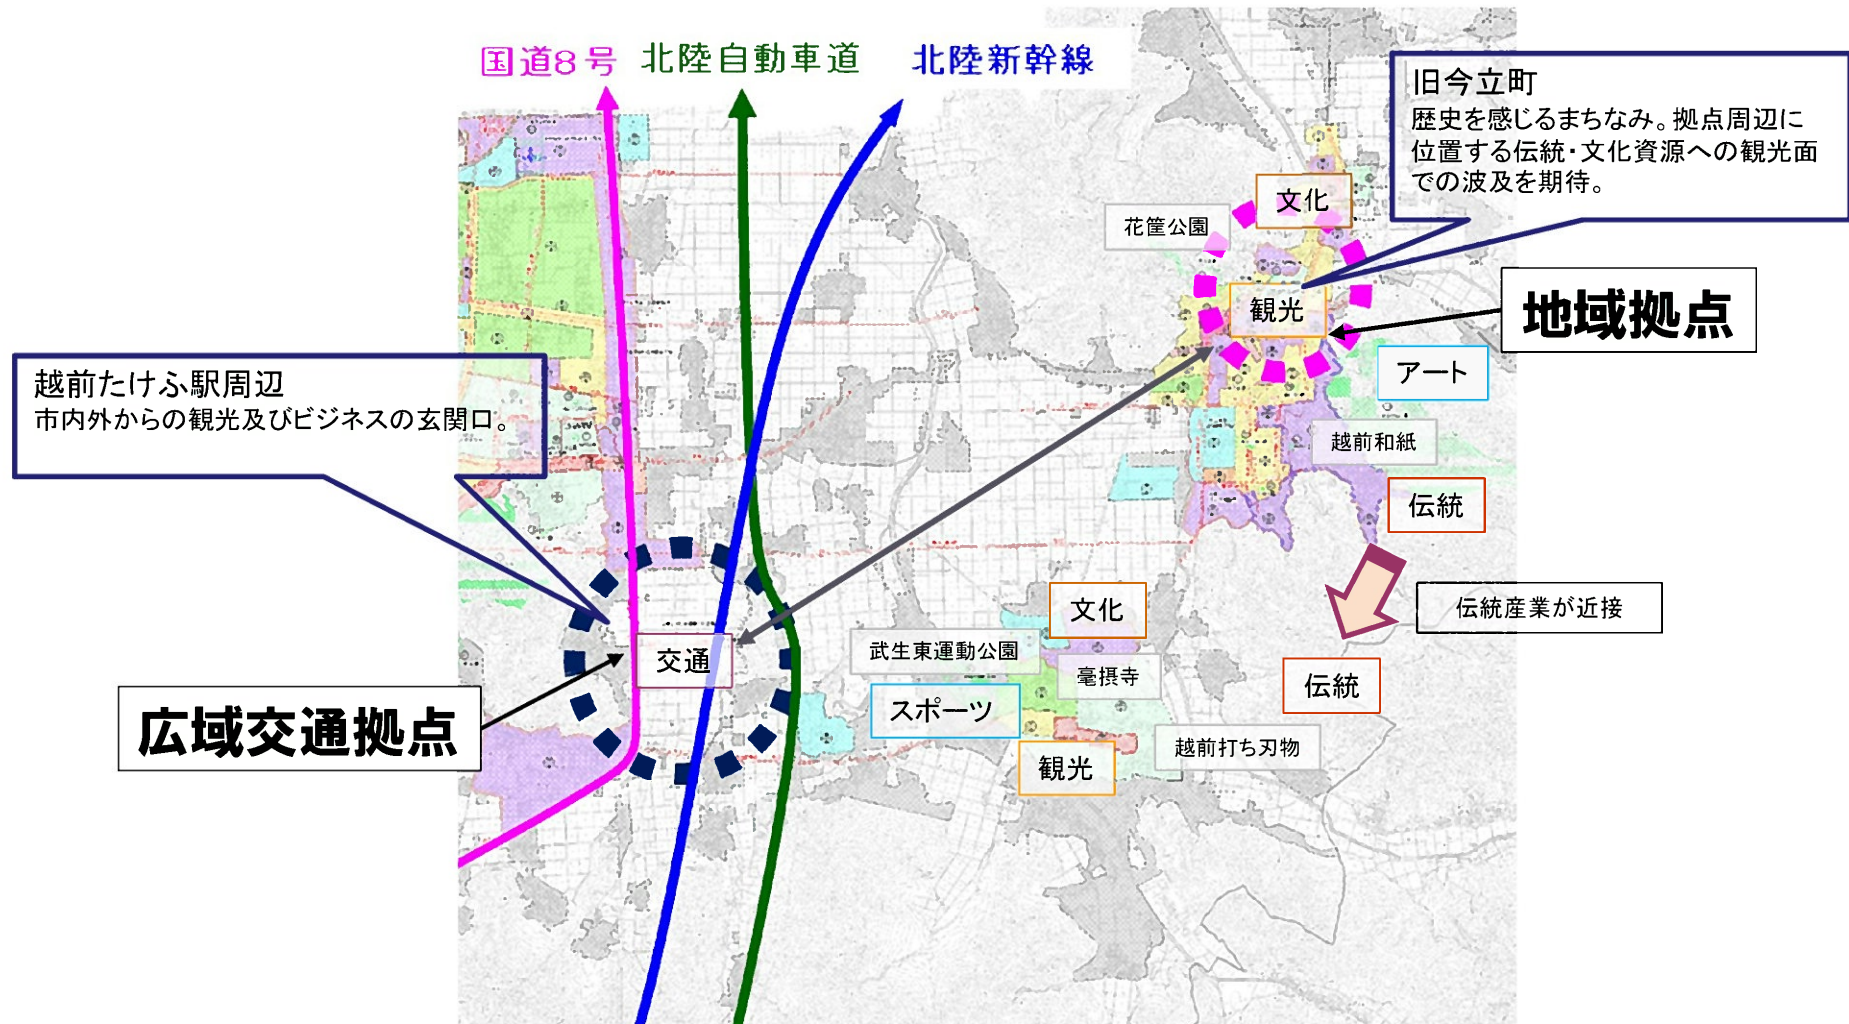 国道8号
北陸自動車道
北陸新幹線
旧今立町
歴史を感じるまちなみ。拠点周辺に
位置する伝統・文化資源への観光面
での波及を期待。
文化
花筐公園
観光
地域拠点
アート
越前たけふ駅周辺
市内外からの観光及びビジネスの玄関口。
越前和紙
伝統
伝統産業が近接
文化
武生東運動公園
交通
毫摂寺
伝統
スポーツ
広域交通拠点
越前打ち刃物
観光